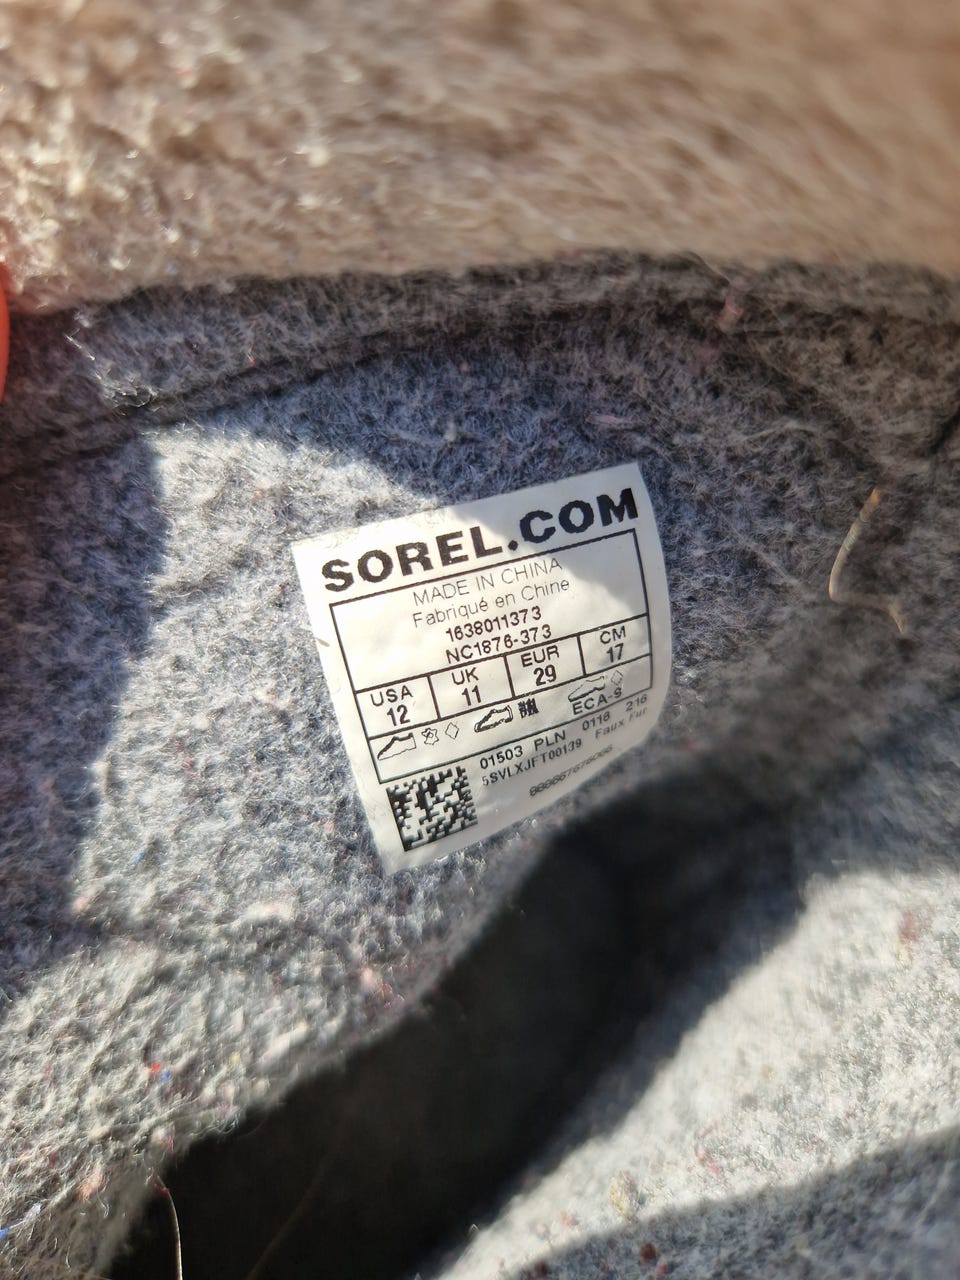 SOREL.COM
MADE IN CHINA
Fabriqué en Chine
1638011373
NC1876-373
USA UK EUR CM
12 11 29 17
ECA-S
01503 PLN 0116 216
5SVLXJFT00139 Faux Fur